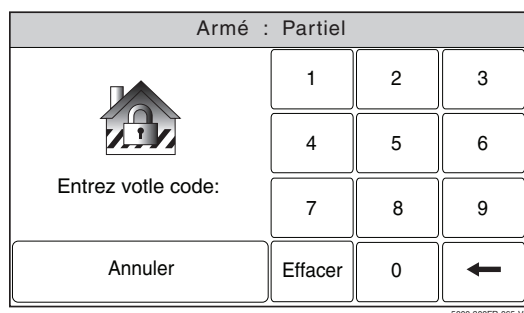 Armé : Partiel
1 2 3
4 5 6
Entrez votle code:
7 8 9
Annuler Effacer 0